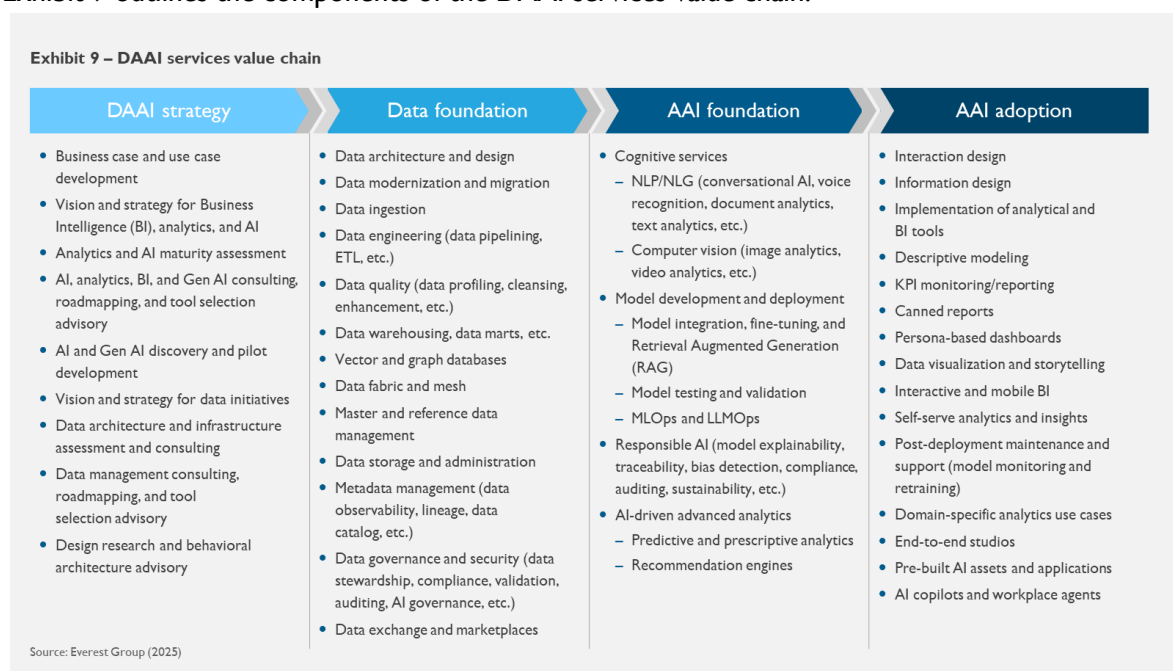 Exhibit 9 outlines the components of the DAAI services value chain.
Exhibit 9 – DAAI services value chain
DAAI strategy
• Business case and use case
development
• Vision and strategy for Business
Intelligence (BI), analytics, and AI
• Analytics and AI maturity assessment
• AI, analytics, BI, and Gen AI consulting,
roadmapping, and tool selection
advisory
• AI and Gen AI discovery and pilot
development
• Vision and strategy for data initiatives
• Data architecture and infrastructure
assessment and consulting
• Data management consulting,
roadmapping, and tool
selection advisory
• Design research and behavioral
architecture advisory
Data foundation
• Data architecture and design
• Data modernization and migration
• Data ingestion
• Data engineering (data pipelining,
ETL, etc.)
• Data quality (data profiling, cleansing,
enhancement, etc.)
• Data warehousing, data marts, etc.
• Vector and graph databases
• Data fabric and mesh
• Master and reference data
management
• Data storage and administration
• Metadata management (data
observability, lineage, data
catalog, etc.)
• Data governance and security (data
stewardship, compliance, validation,
auditing, AI governance, etc.)
• Data exchange and marketplaces
AAI foundation
• Cognitive services
– NLP/NLG (conversational AI, voice
recognition, document analytics,
text analytics, etc.)
– Computer vision (image analytics,
video analytics, etc.)
• Model development and deployment
– Model integration, fine-tuning, and
Retrieval Augmented Generation
(RAG)
– Model testing and validation
– MLOps and LLMOps
• Responsible AI (model explainability,
traceability, bias detection, compliance,
auditing, sustainability, etc.)
• AI-driven advanced analytics
– Predictive and prescriptive analytics
– Recommendation engines
AAI adoption
• Interaction design
• Information design
• Implementation of analytical and
BI tools
• Descriptive modeling
• KPI monitoring/reporting
• Canned reports
• Persona-based dashboards
• Data visualization and storytelling
• Interactive and mobile BI
• Self-serve analytics and insights
• Post-deployment maintenance and
support (model monitoring and
retraining)
• Domain-specific analytics use cases
• End-to-end studios
• Pre-built AI assets and applications
• AI copilots and workplace agents
Source: Everest Group (2025)